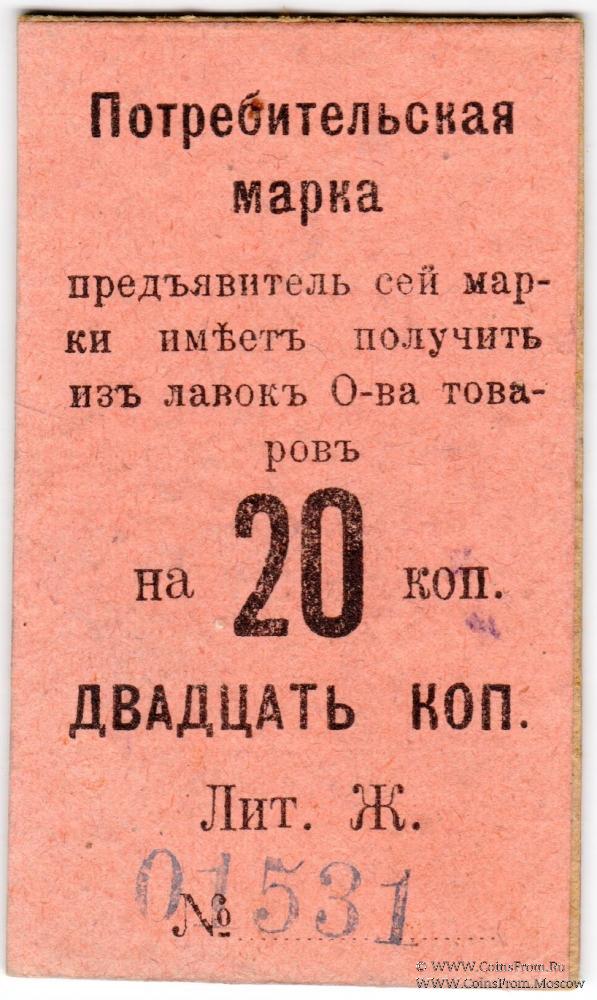 Потребительская
марка
предъявитель сей мар-
ки имѣетъ получить
изъ лавокъ О-ва това-
ровъ
на 20 коп.
ДВАДЦАТЬ КОП.
Лит. Ж.
№ 01531
© WWW.CoinsFrom.Ru
© WWW.CoinsFrom.Moscow